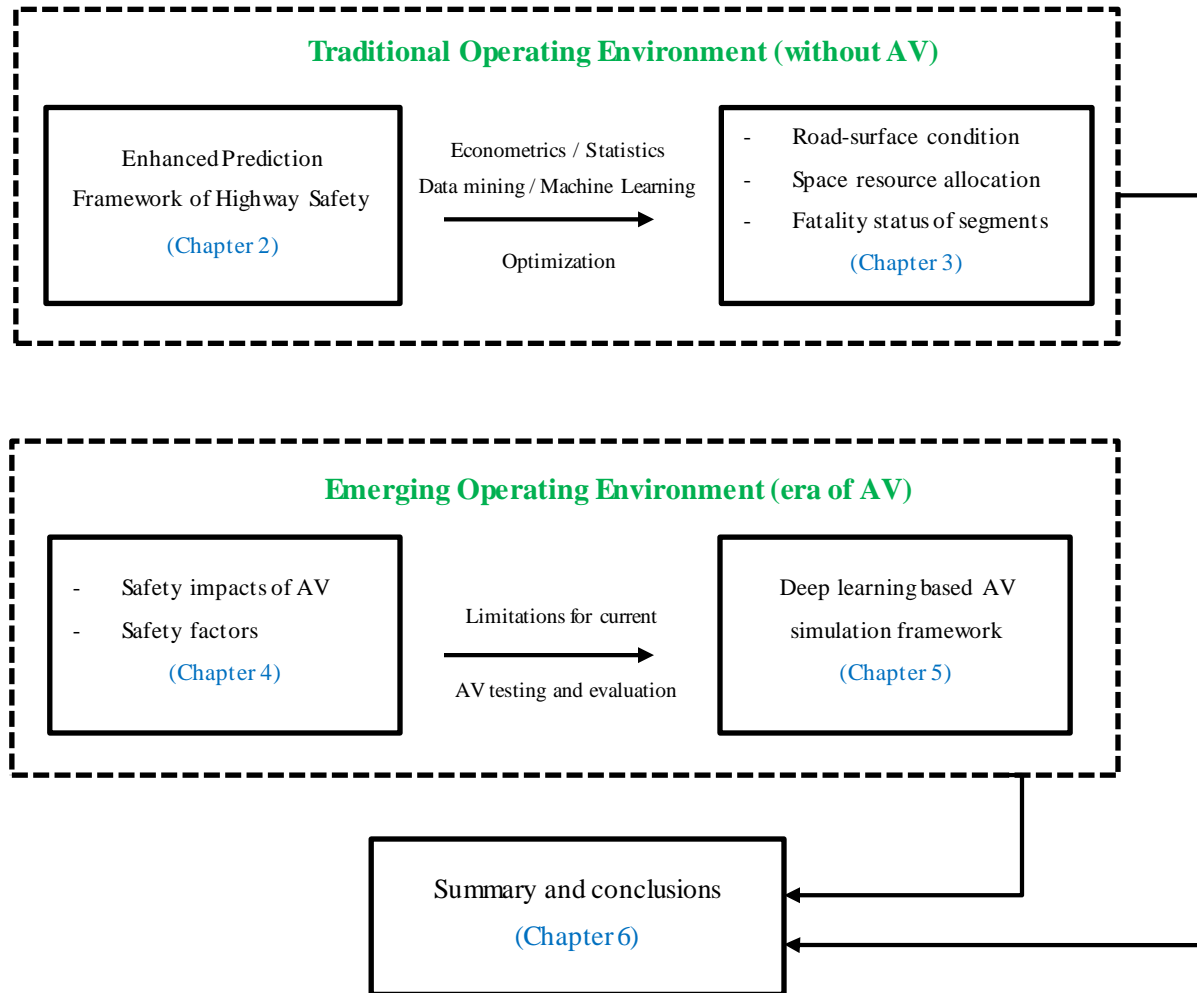 Traditional Operating Environment (without AV)
Enhanced Prediction
Framework of Highway Safety
(Chapter 2)
Econometrics / Statistics
Data mining / Machine Learning
Optimization
- Road-surface condition
- Space resource allocation
- Fatality status of segments
(Chapter 3)
Emerging Operating Environment (era of AV)
- Safety impacts of AV
- Safety factors
(Chapter 4)
Limitations for current
AV testing and evaluation
Deep learning based AV
simulation framework
(Chapter 5)
Summary and conclusions
(Chapter 6)